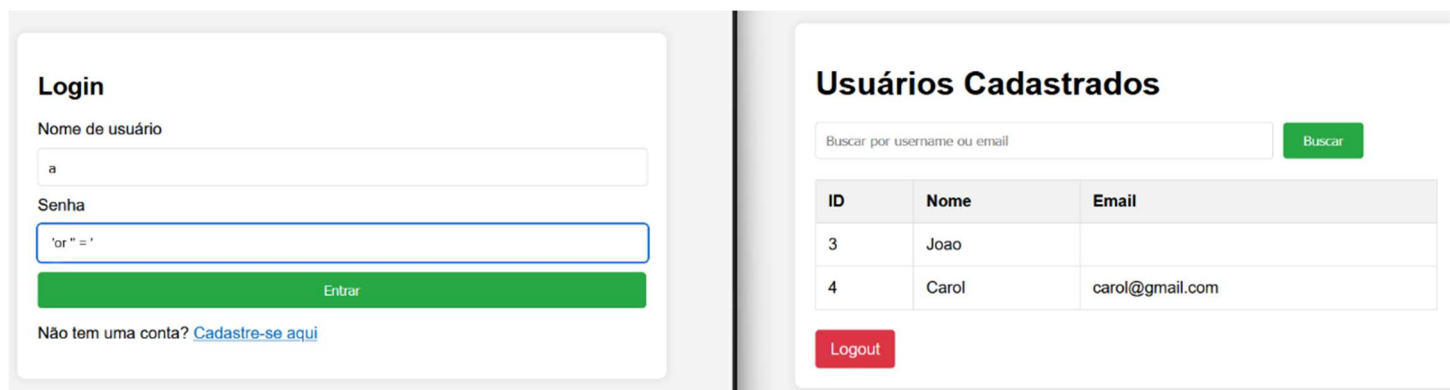 Login
Nome de usuário
a
Senha
'or '' = '
Entrar
Não tem uma conta? Cadastre-se aqui
Usuários Cadastrados
Buscar por username ou email Buscar
ID Nome Email
3 Joao
4 Carol carol@gmail.com
Logout